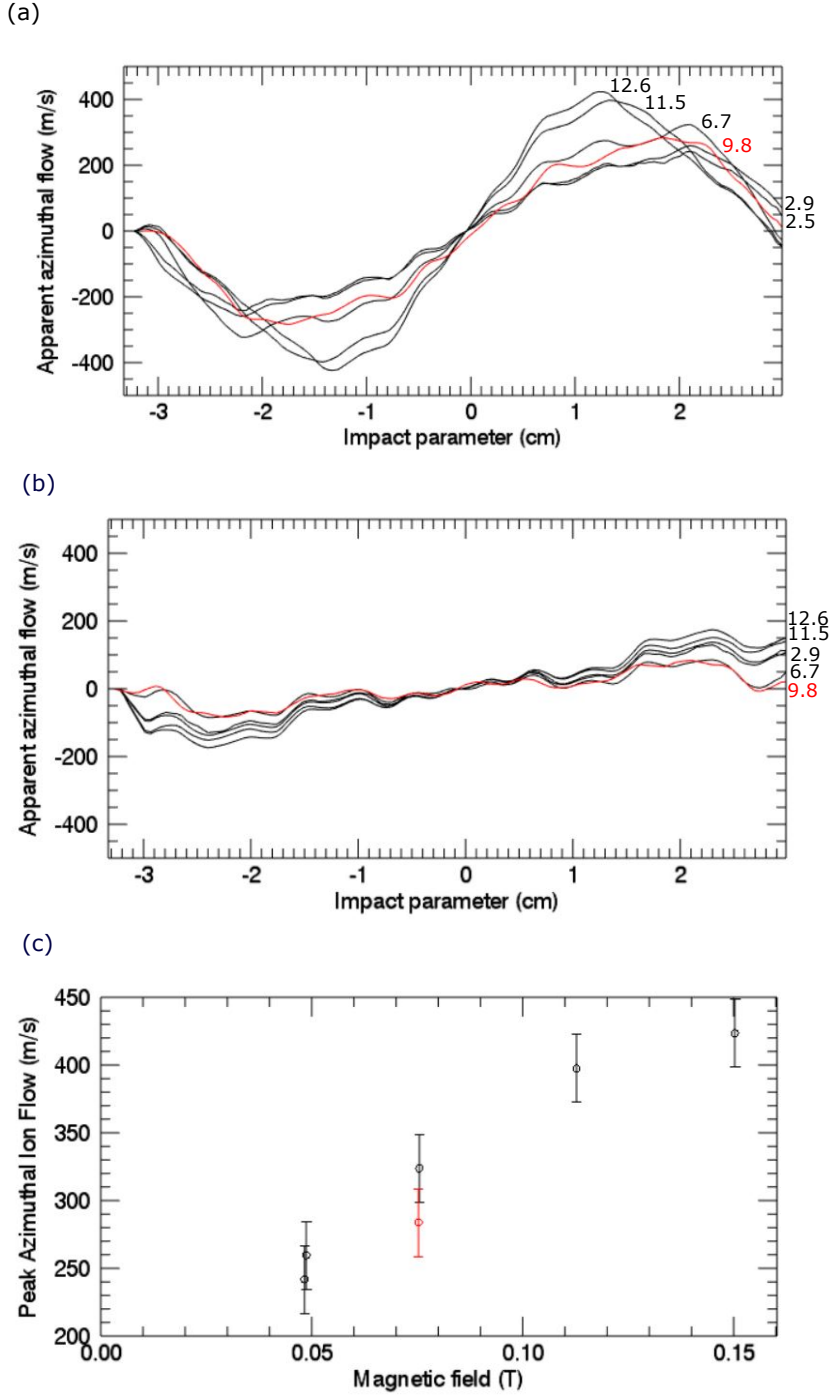 (a)
Apparent azimuthal flow (m/s)
400
200
0
-200
-400
12.6
11.5
6.7
9.8
2.9
2.5
-3 -2 -1 0 1 2
Impact parameter (cm)
(b)
Apparent azimuthal flow (m/s)
400
200
0
-200
-400
12.6
11.5
2.9
6.7
9.8
-3 -2 -1 0 1 2
Impact parameter (cm)
(c)
Peak Azimuthal Ion Flow (m/s)
450
400
350
300
250
200
0.00 0.05 0.10 0.15
Magnetic field (T)